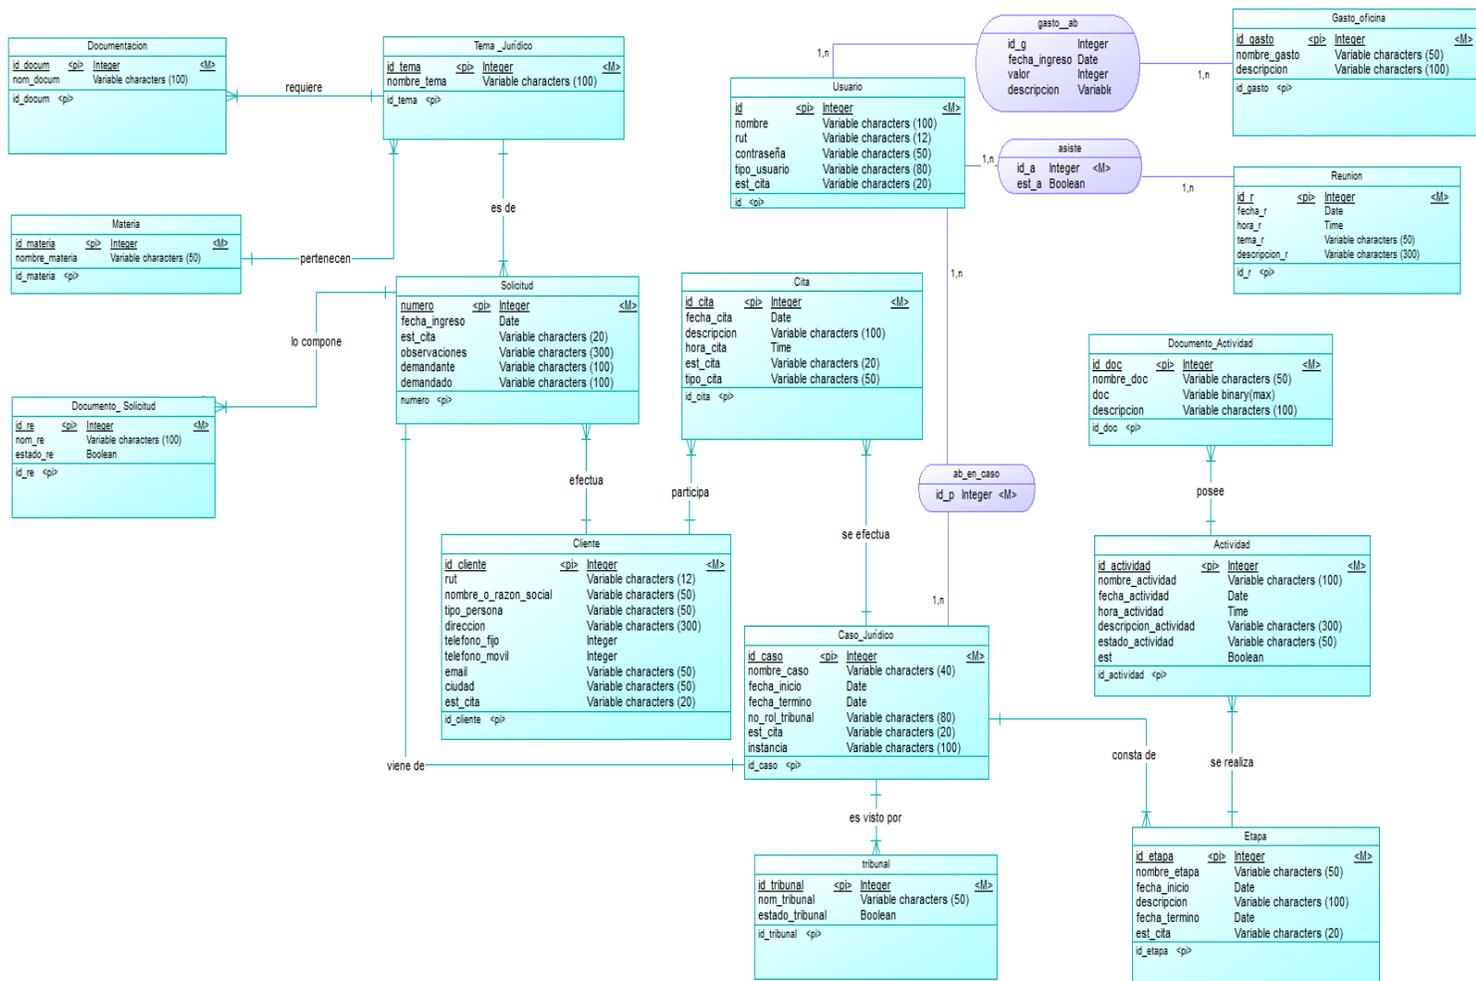 Documentacion
id_docum <pi> Integer <M>
nom_docum Variable characters (100)
id_docum <pi>
requiere
Tema _Jurídico
id_tema <pi> Integer <M>
nombre_tema Variable characters (100)
id_tema <pi>
Materia
id_materia <pi> Integer <M>
nombre_materia Variable characters (50)
id_materia <pi>
pertenecen
es de
Solicitud
numero <pi> Integer <M>
fecha_ingreso Date
est_cita Variable characters (20)
observaciones Variable characters (300)
demandante Variable characters (100)
demandado Variable characters (100)
numero <pi>
lo compone
Documento_ Solicitud
id_re <pi> Integer <M>
nom_re Variable characters (100)
estado_re Boolean
id_re <pi>
efectua
Cliente
id_cliente <pi> Integer <M>
rut Variable characters (12)
nombre_o_razon_social Variable characters (50)
tipo_persona Variable characters (50)
direccion Variable characters (300)
telefono_fijo Integer
telefono_movil Integer
email Variable characters (50)
ciudad Variable characters (50)
est_cita Variable characters (20)
id_cliente <pi>
viene de
Cita
id_cita <pi> Integer <M>
fecha_cita Date
descripcion Variable characters (100)
hora_cita Time
est_cita Variable characters (20)
tipo_cita Variable characters (50)
id_cita <pi>
participa
se efectua
Usuario
id <pi> Integer <M>
nombre Variable characters (100)
rut Variable characters (12)
contraseña Variable characters (50)
tipo_usuario Variable characters (80)
est_cita Variable characters (20)
id <pi>
1,n
gasto__ab
id_g Integer
fecha_ingreso Date
valor Integer
descripcion Variabl
1,n
Gasto_oficina
id_gasto <pi> Integer <M>
nombre_gasto Variable characters (50)
descripcion Variable characters (100)
id_gasto <pi>
1,n
asiste
id_a Integer <M>
est_a Boolean
1,n
Reunion
id_r <pi> Integer <M>
fecha_r Date
hora_r Time
tema_r Variable characters (50)
descripcion_r Variable characters (300)
id_r <pi>
1,n
ab_en_caso
id_p Integer <M>
1,n
Caso_Jurídico
id_caso <pi> Integer <M>
nombre_caso Variable characters (40)
fecha_inicio Date
fecha_termino Date
no_rol_tribunal Variable characters (80)
est_cita Variable characters (20)
instancia Variable characters (100)
id_caso <pi>
es visto por
tribunal
id_tribunal <pi> Integer <M>
nom_tribunal Variable characters (50)
estado_tribunal Boolean
id_tribunal <pi>
Documento_Actividad
id_doc <pi> Integer <M>
nombre_doc Variable characters (50)
doc Variable binary(max)
descripcion Variable characters (100)
id_doc <pi>
posee
Actividad
id_actividad <pi> Integer <M>
nombre_actividad Variable characters (100)
fecha_actividad Date
hora_actividad Time
descripcion_actividad Variable characters (300)
estado_actividad Variable characters (50)
est Boolean
id_actividad <pi>
consta de
se realiza
Etapa
id_etapa <pi> Integer <M>
nombre_etapa Variable characters (50)
fecha_inicio Date
descripcion Variable characters (100)
fecha_termino Date
est_cita Variable characters (20)
id_etapa <pi>